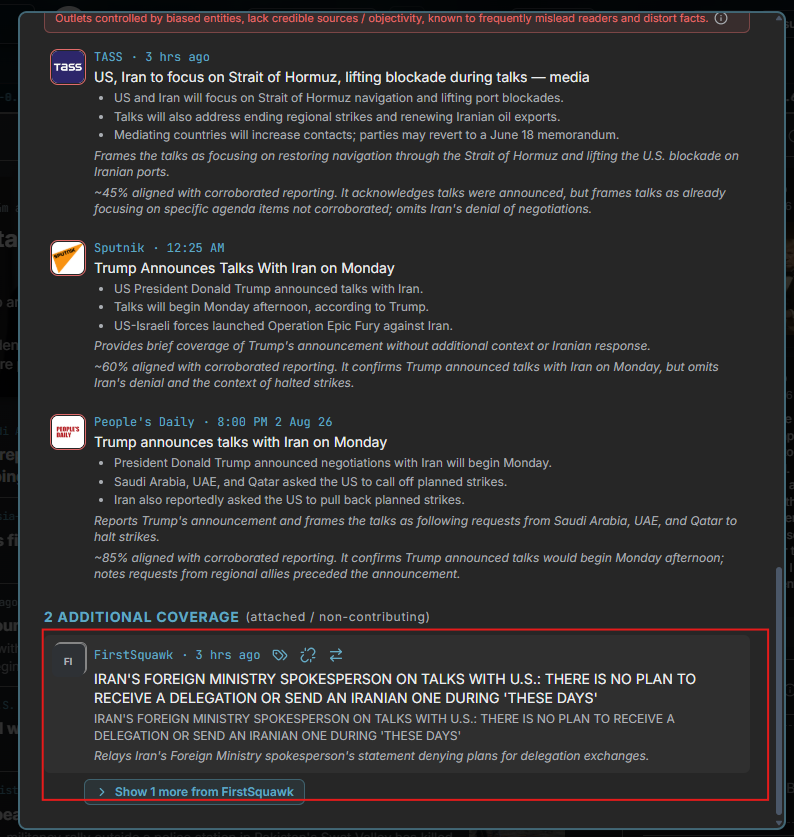 Outlets controlled by biased entities, lack credible sources / objectivity, known to frequently mislead readers and distort facts.
TASS
TASS · 3 hrs ago
US, Iran to focus on Strait of Hormuz, lifting blockade during talks — media
• US and Iran will focus on Strait of Hormuz navigation and lifting port blockades.
• Talks will also address ending regional strikes and renewing Iranian oil exports.
• Mediating countries will increase contacts; parties may revert to a June 18 memorandum.
Frames the talks as focusing on restoring navigation through the Strait of Hormuz and lifting the U.S. blockade on
Iranian ports.
~45% aligned with corroborated reporting. It acknowledges talks were announced, but frames talks as already
focusing on specific agenda items not corroborated; omits Iran's denial of negotiations.
SPUTNIK
Sputnik · 12:25 AM
Trump Announces Talks With Iran on Monday
• US President Donald Trump announced talks with Iran.
• Talks will begin Monday afternoon, according to Trump.
• US-Israeli forces launched Operation Epic Fury against Iran.
Provides brief coverage of Trump's announcement without additional context or Iranian response.
~60% aligned with corroborated reporting. It confirms Trump announced talks with Iran on Monday, but omits
Iran's denial and the context of halted strikes.
PEOPLE'S
DAILY
People's Daily · 8:00 PM 2 Aug 26
Trump announces talks with Iran on Monday
• President Donald Trump announced negotiations with Iran will begin Monday.
• Saudi Arabia, UAE, and Qatar asked the US to call off planned strikes.
• Iran also reportedly asked the US to pull back planned strikes.
Reports Trump's announcement and frames the talks as following requests from Saudi Arabia, UAE, and Qatar to
halt strikes.
~85% aligned with corroborated reporting. It confirms Trump announced talks would begin Monday afternoon;
notes requests from regional allies preceded the announcement.
2 ADDITIONAL COVERAGE (attached / non-contributing)
FI
FirstSquawk · 3 hrs ago
IRAN'S FOREIGN MINISTRY SPOKESPERSON ON TALKS WITH U.S.: THERE IS NO PLAN TO
RECEIVE A DELEGATION OR SEND AN IRANIAN ONE DURING 'THESE DAYS'
IRAN'S FOREIGN MINISTRY SPOKESPERSON ON TALKS WITH U.S.: THERE IS NO PLAN TO RECEIVE A
DELEGATION OR SEND AN IRANIAN ONE DURING 'THESE DAYS'
Relays Iran's Foreign Ministry spokesperson's statement denying plans for delegation exchanges.
Show 1 more from FirstSquawk